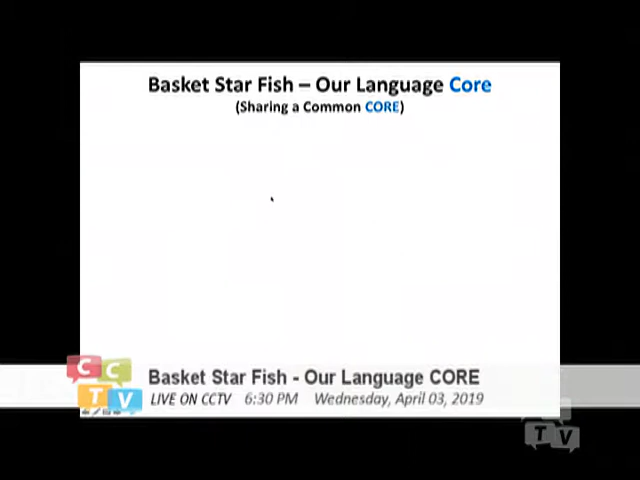 Basket Star Fish – Our Language Core
(Sharing a Common CORE)
CCTV
Basket Star Fish - Our Language CORE
LIVE ON CCTV 6:30 PM Wednesday, April 03, 2019
TV